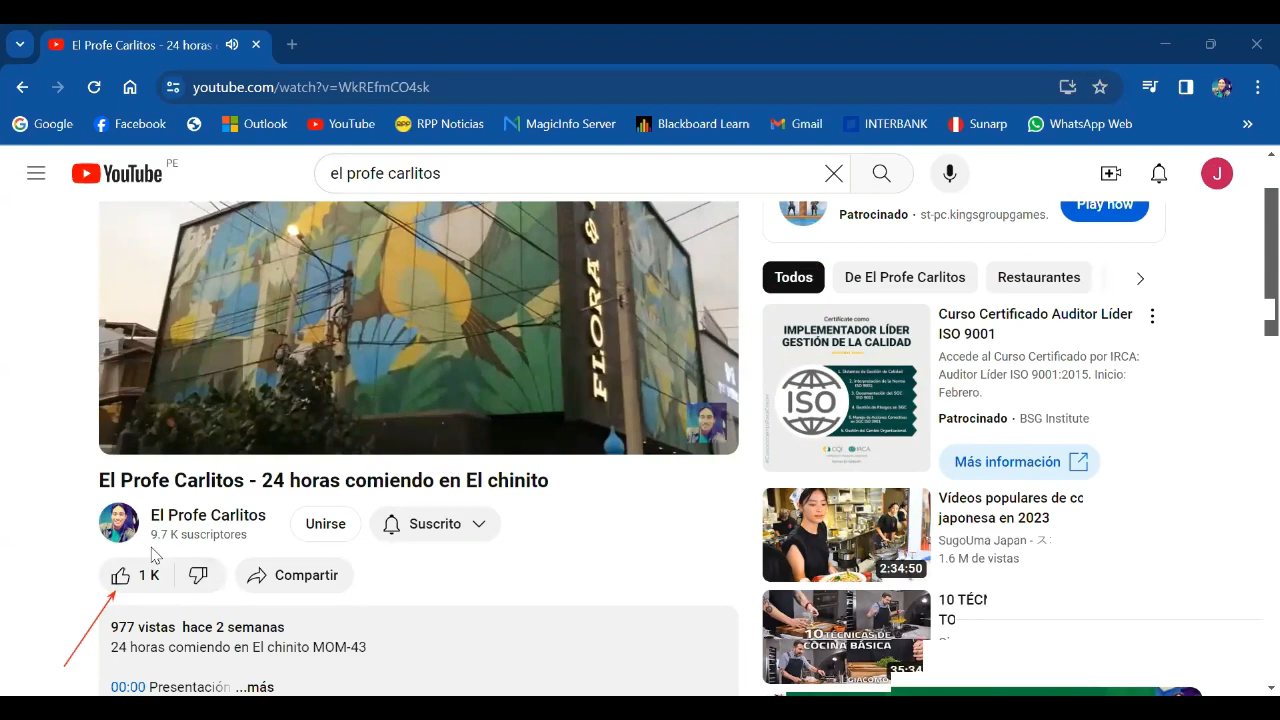 El Profe Carlitos - 24 horas
youtube.com/watch?v=WkREfmCO4sk
Google Facebook Outlook YouTube RPP Noticias MagicInfo Server Blackboard Learn Gmail INTERBANK Sunarp WhatsApp Web »
YouTube PE
el profe carlitos
J
Patrocinado · st-pc.kingsgroupgames.
Play now
FLORA &
Todos De El Profe Carlitos Restaurantes
Certifícate como
IMPLEMENTADOR LÍDER
GESTIÓN DE LA CALIDAD
ISO
Curso Certificado Auditor Líder
ISO 9001
Accede al Curso Certificado por IRCA:
Auditor Líder ISO 9001:2015. Inicio:
Febrero.
Patrocinado · BSG Institute
Más información
El Profe Carlitos - 24 horas comiendo en El chinito
El Profe Carlitos
9.7 K suscriptores
Unirse
Suscrito
1 K
Compartir
977 vistas hace 2 semanas
24 horas comiendo en El chinito MOM-43
00:00 Presentación ...más
2:34:50
Vídeos populares de
japonesa en 2023
SugoUma Japan -
1.6 M de vistas
10 TÉCNICAS DE
COCINA BÁSICA
GIACOMO
35:34
10